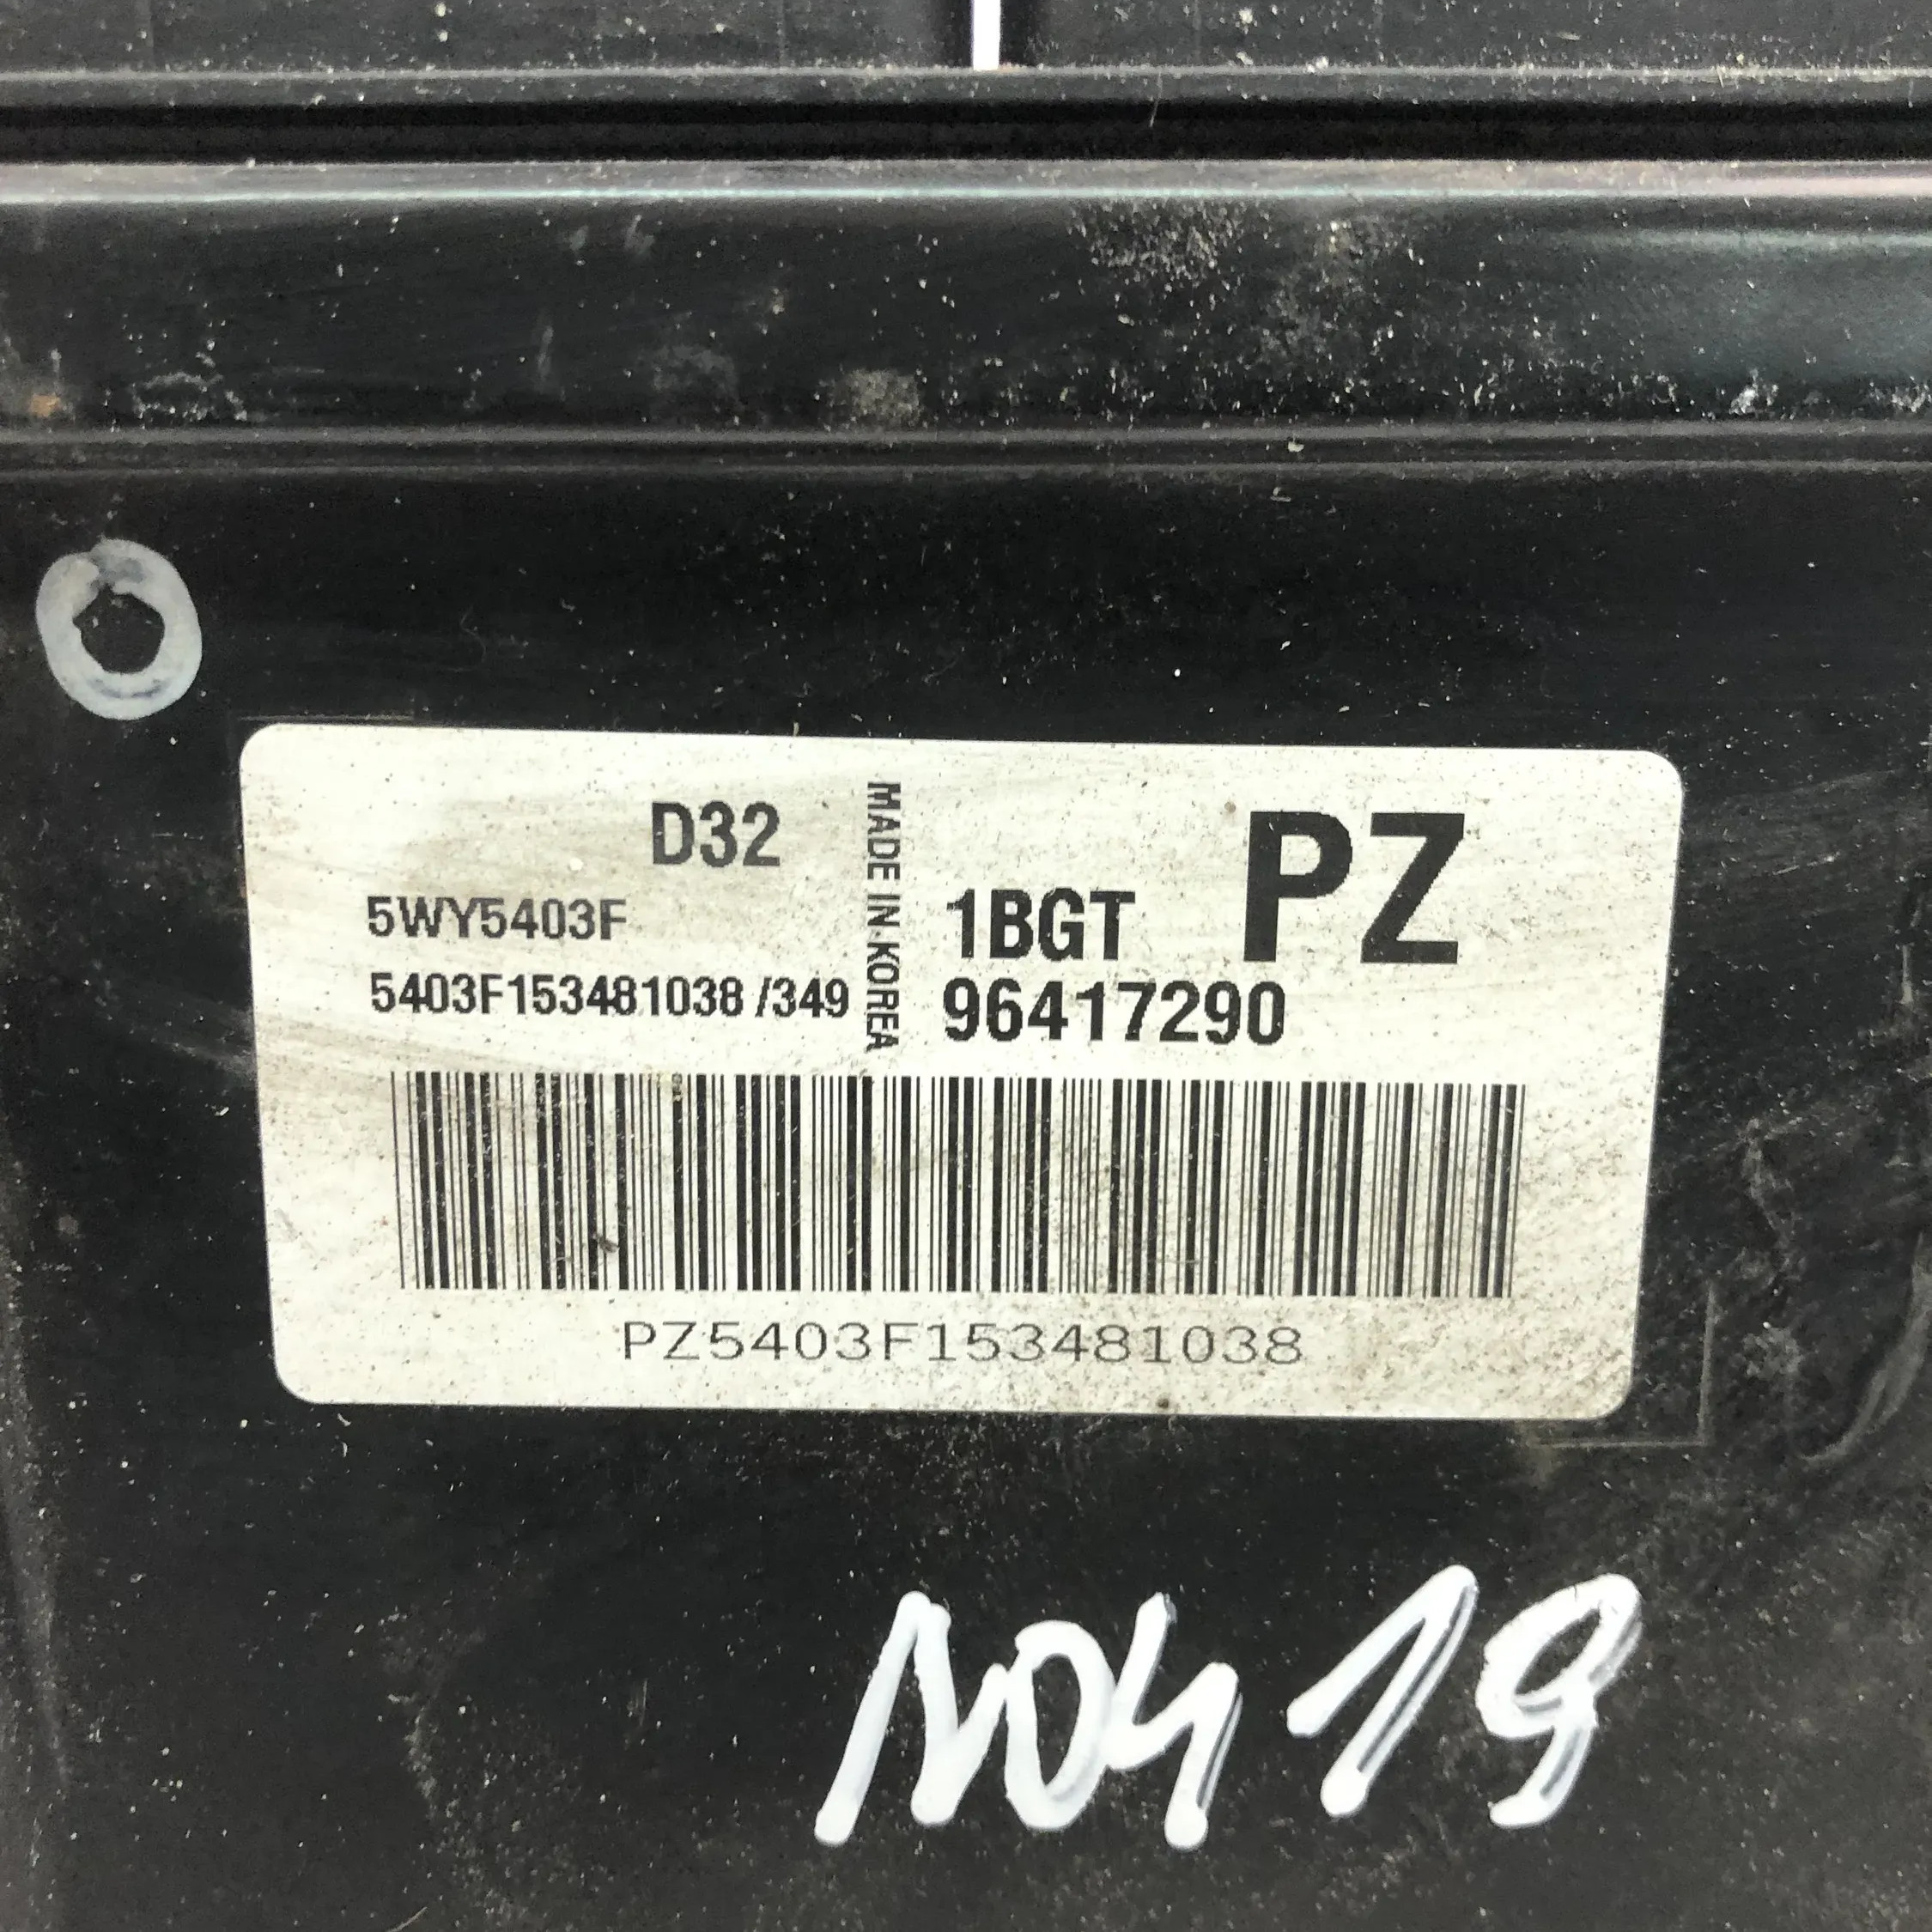 D32
5WY5403F
5403F153481038 /349
MADE IN KOREA
PZ
1BGT
96417290
PZ5403F153481038
N04 19